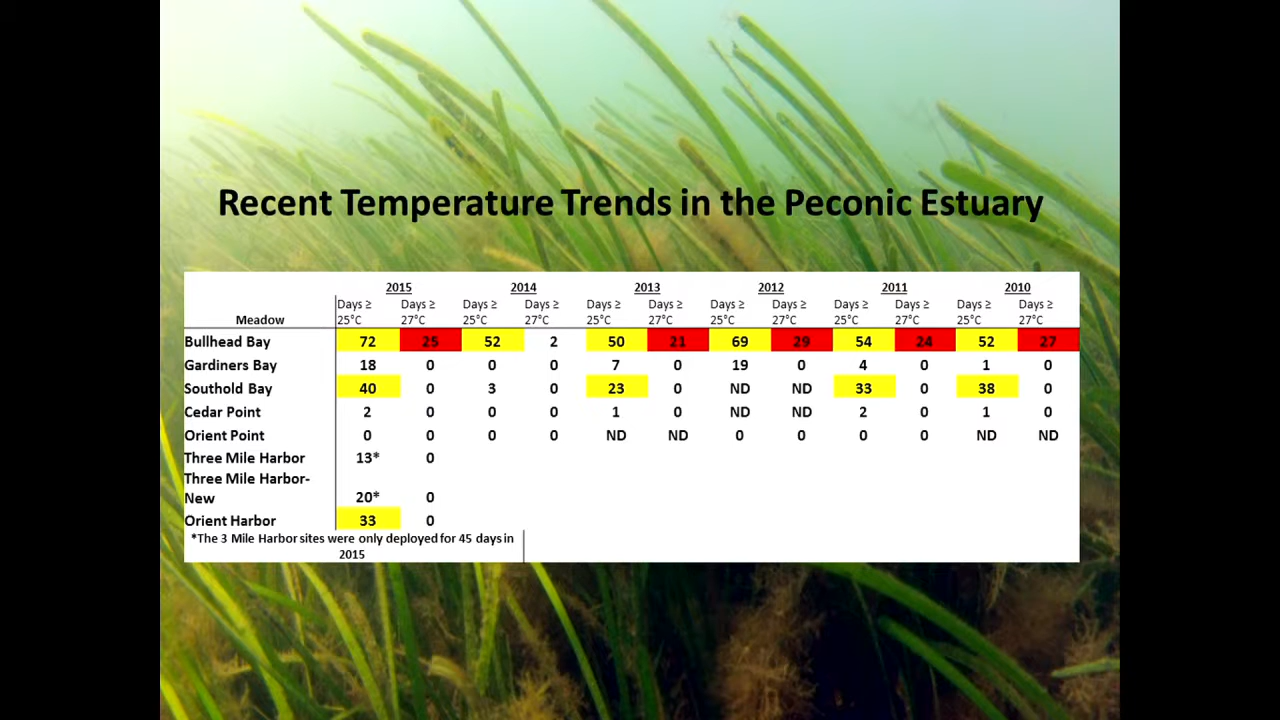 Recent Temperature Trends in the Peconic Estuary
2015 2014 2013 2012 2011 2010
Days ≥ Days ≥ Days ≥ Days ≥ Days ≥ Days ≥ Days ≥ Days ≥ Days ≥ Days ≥ Days ≥ Days ≥
Meadow 25°C 27°C 25°C 27°C 25°C 27°C 25°C 27°C 25°C 27°C 25°C 27°C
Bullhead Bay 72 25 52 2 50 21 69 29 54 24 52 27
Gardiners Bay 18 0 0 0 7 0 19 0 4 0 1 0
Southold Bay 40 0 3 0 23 0 ND ND 33 0 38 0
Cedar Point 2 0 0 0 1 0 ND ND 2 0 1 0
Orient Point 0 0 0 0 ND ND 0 0 0 0 ND ND
Three Mile Harbor 13* 0
Three Mile Harbor-
New 20* 0
Orient Harbor 33 0
*The 3 Mile Harbor sites were only deployed for 45 days in
2015